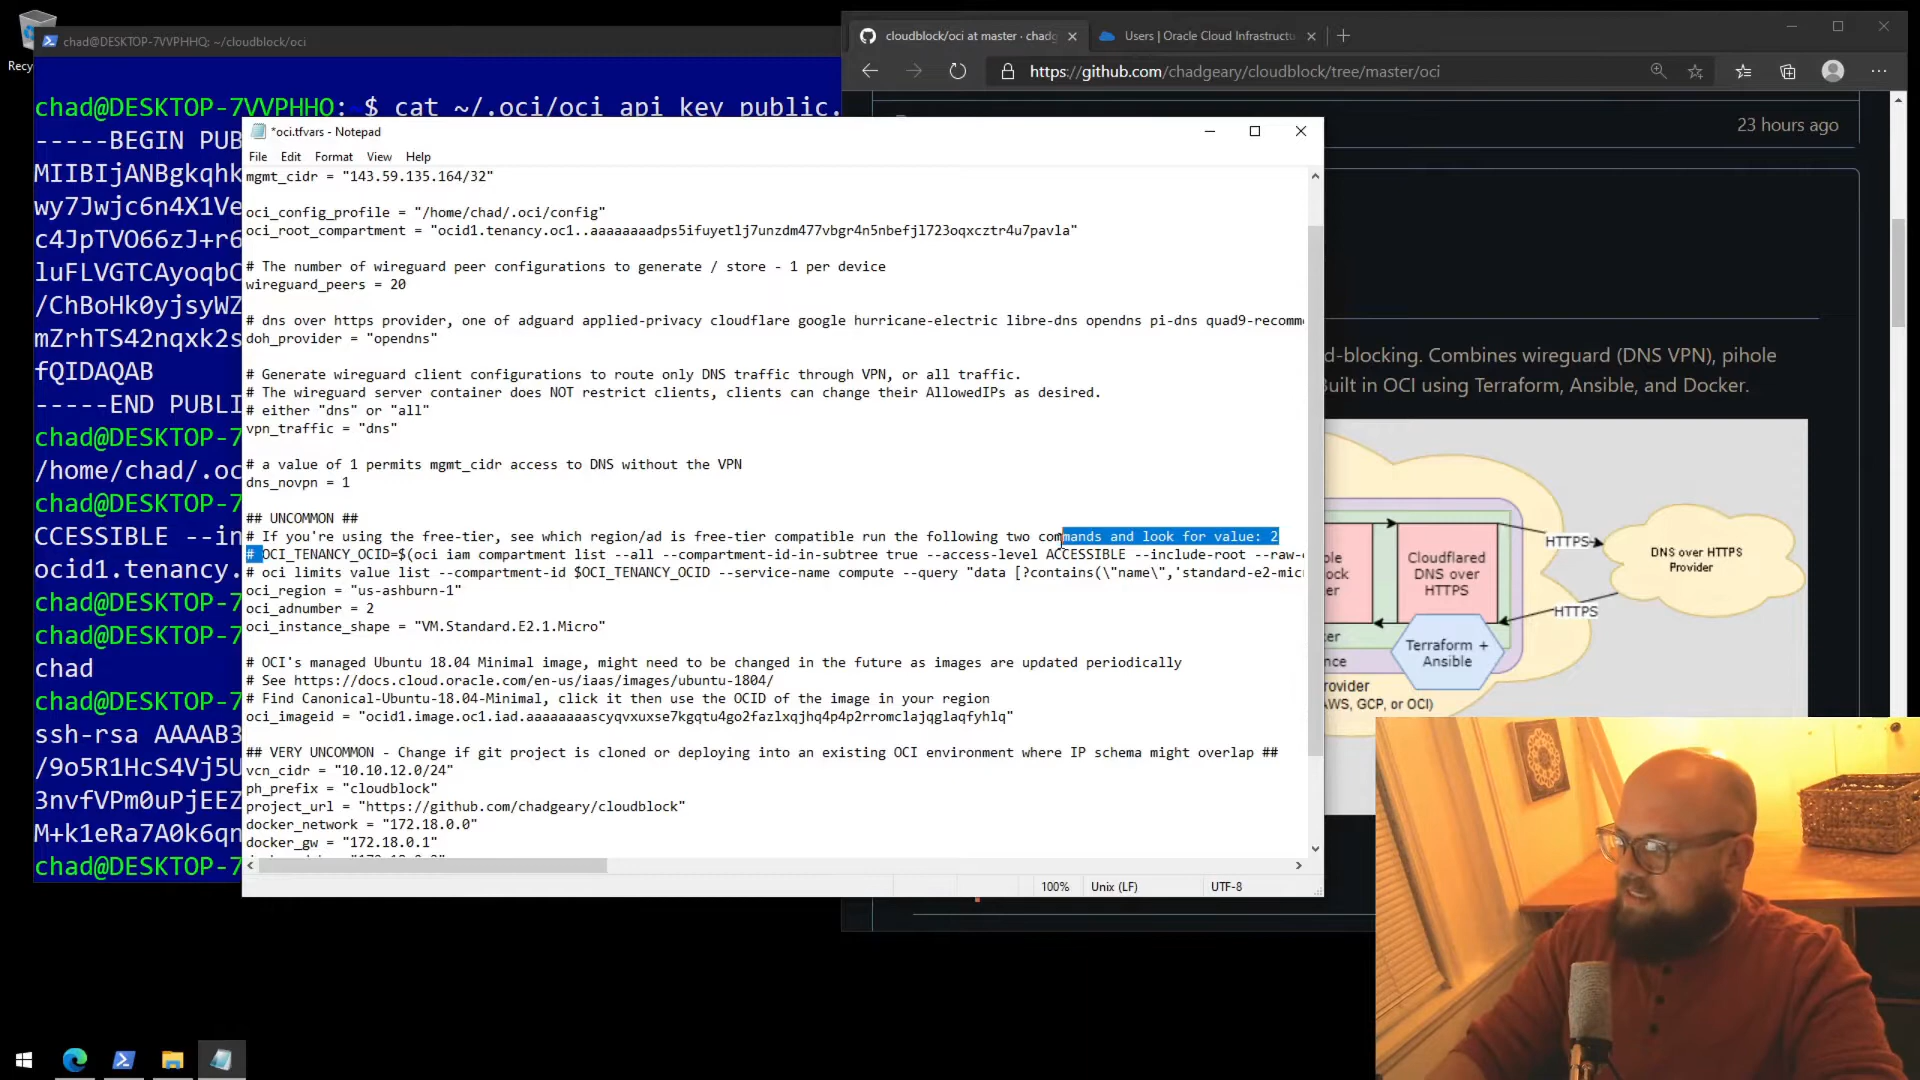 Recy
chad@DESKTOP-7VVPHHQ: ~/cloudblock/oci
chad@DESKTOP-7VVPHHQ:~$ cat ~/.oci/oci_api_key_public.
-----BEGIN PUB
MIIBIjANBgkqhk
wy7Jwjc6n4X1Ve
c4JpTVO66zJ+r6
luFLVGTCAyoqbC
/ChBoHk0yjsyWZ
mZrhTS42nqxk2s
fQIDAQAB
-----END PUBLI
chad@DESKTOP-7
/home/chad/.oc
chad@DESKTOP-7
CCESSIBLE --in
ocid1.tenancy.
chad@DESKTOP-7
chad@DESKTOP-7
chad
chad@DESKTOP-7
ssh-rsa AAAAB3
/9o5R1HcS4Vj5U
3nvfVPm0uPjEEZ
M+k1eRa7A0k6qn
chad@DESKTOP-7
*oci.tfvars - Notepad
File Edit Format View Help
mgmt_cidr = "143.59.135.164/32"
oci_config_profile = "/home/chad/.oci/config"
oci_root_compartment = "ocid1.tenancy.oc1..aaaaaaaadps5ifuyetlj7unzdm477vbgr4n5nbefjl723oqxcztr4u7pavla"
# The number of wireguard peer configurations to generate / store - 1 per device
wireguard_peers = 20
# dns over https provider, one of adguard applied-privacy cloudflare google hurricane-electric libre-dns opendns pi-dns quad9-recomm
doh_provider = "opendns"
# Generate wireguard client configurations to route only DNS traffic through VPN, or all traffic.
# The wireguard server container does NOT restrict clients, clients can change their AllowedIPs as desired.
# either "dns" or "all"
vpn_traffic = "dns"
# a value of 1 permits mgmt_cidr access to DNS without the VPN
dns_novpn = 1
## UNCOMMON ##
# If you're using the free-tier, see which region/ad is free-tier compatible run the following two commands and look for value: 2
# OCI_TENANCY_OCID=$(oci iam compartment list --all --compartment-id-in-subtree true --access-level ACCESSIBLE --include-root --raw-
# oci limits value list --compartment-id $OCI_TENANCY_OCID --service-name compute --query "data [?contains(\"name\",'standard-e2-mic
oci_region = "us-ashburn-1"
oci_adnumber = 2
oci_instance_shape = "VM.Standard.E2.1.Micro"
# OCI's managed Ubuntu 18.04 Minimal image, might need to be changed in the future as images are updated periodically
# See https://docs.cloud.oracle.com/en-us/iaas/images/ubuntu-1804/
# Find Canonical-Ubuntu-18.04-Minimal, click it then use the OCID of the image in your region
oci_imageid = "ocid1.image.oc1.iad.aaaaaaaascyqvxuxse7kgqtu4go2fazlxqjhq4p4p2rromclajqglaqfyhlq"
## VERY UNCOMMON - Change if git project is cloned or deploying into an existing OCI environment where IP schema might overlap ##
vcn_cidr = "10.10.12.0/24"
ph_prefix = "cloudblock"
project_url = "https://github.com/chadgeary/cloudblock"
docker_network = "172.18.0.0"
docker_gw = "172.18.0.1"
100%
Unix (LF)
UTF-8
cloudblock/oci at master · chadg
Users | Oracle Cloud Infrastructu
https://github.com/chadgeary/cloudblock/tree/master/oci
23 hours ago
d-blocking. Combines wireguard (DNS VPN), pihole
Built in OCI using Terraform, Ansible, and Docker.
Cloudflared
DNS over
HTTPS
HTTPS
HTTPS
DNS over HTTPS
Provider
Terraform +
Ansible
rovider
AWS, GCP, or OCI)